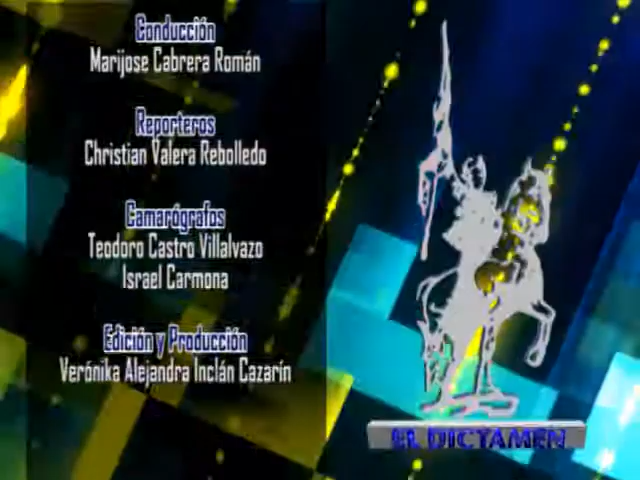 Conducción
Marijose Cabrera Román
Reporteros
Christian Valera Rebolledo
Camarógrafos
Teodoro Castro Villalvazo
Israel Carmona
Edición y Producción
Verónika Alejandra Inclán Cazarín
EL DICTAMEN